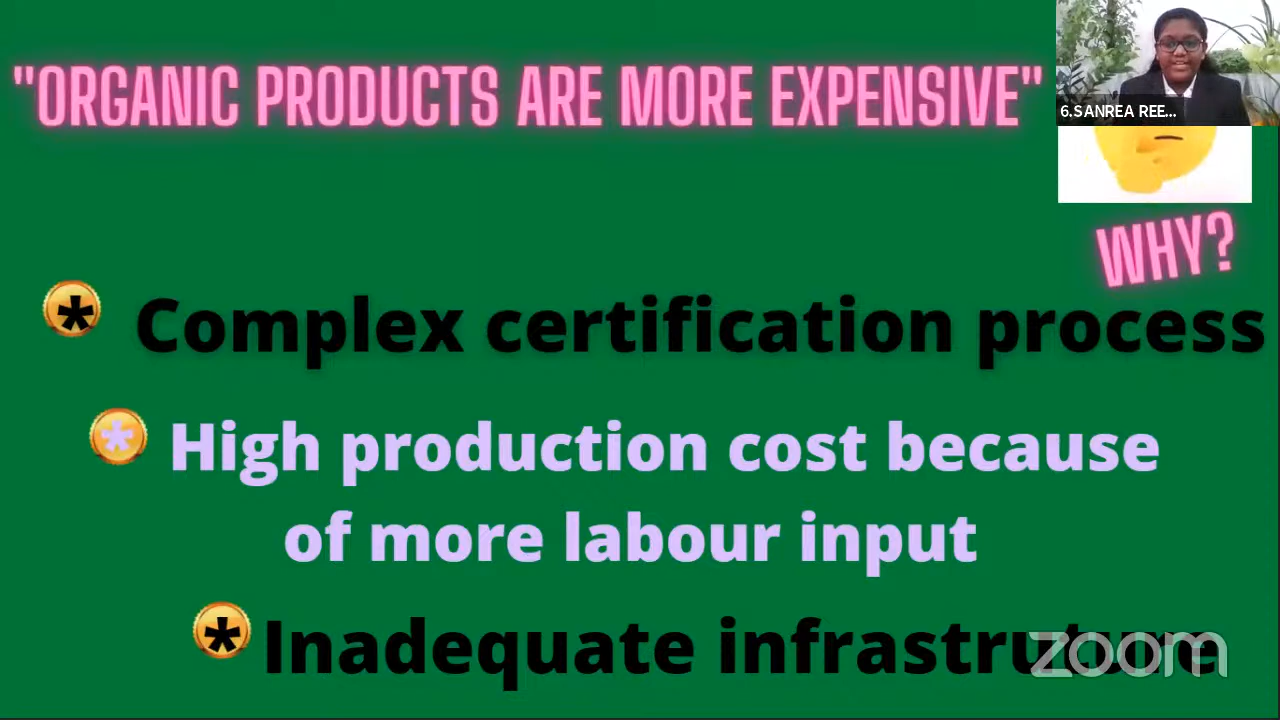 "ORGANIC PRODUCTS ARE MORE EXPENSIVE"
6.SANREA REE...
WHY?
* Complex certification process
* High production cost because
of more labour input
* Inadequate infrastruture
zoom